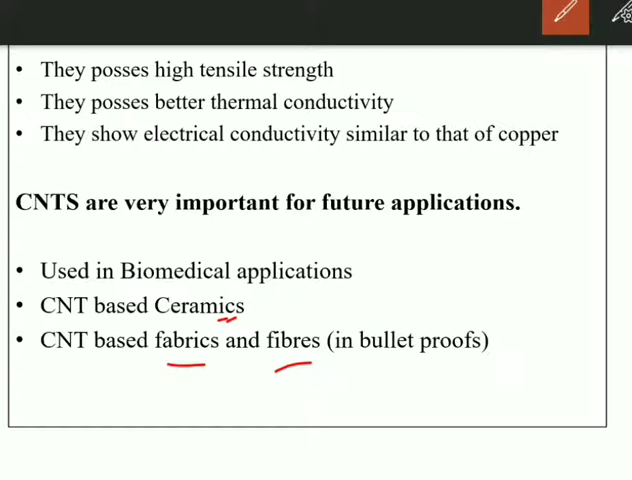 • They posses high tensile strength
• They posses better thermal conductivity
• They show electrical conductivity similar to that of copper
CNTS are very important for future applications.
• Used in Biomedical applications
• CNT based Ceramics
• CNT based fabrics and fibres (in bullet proofs)